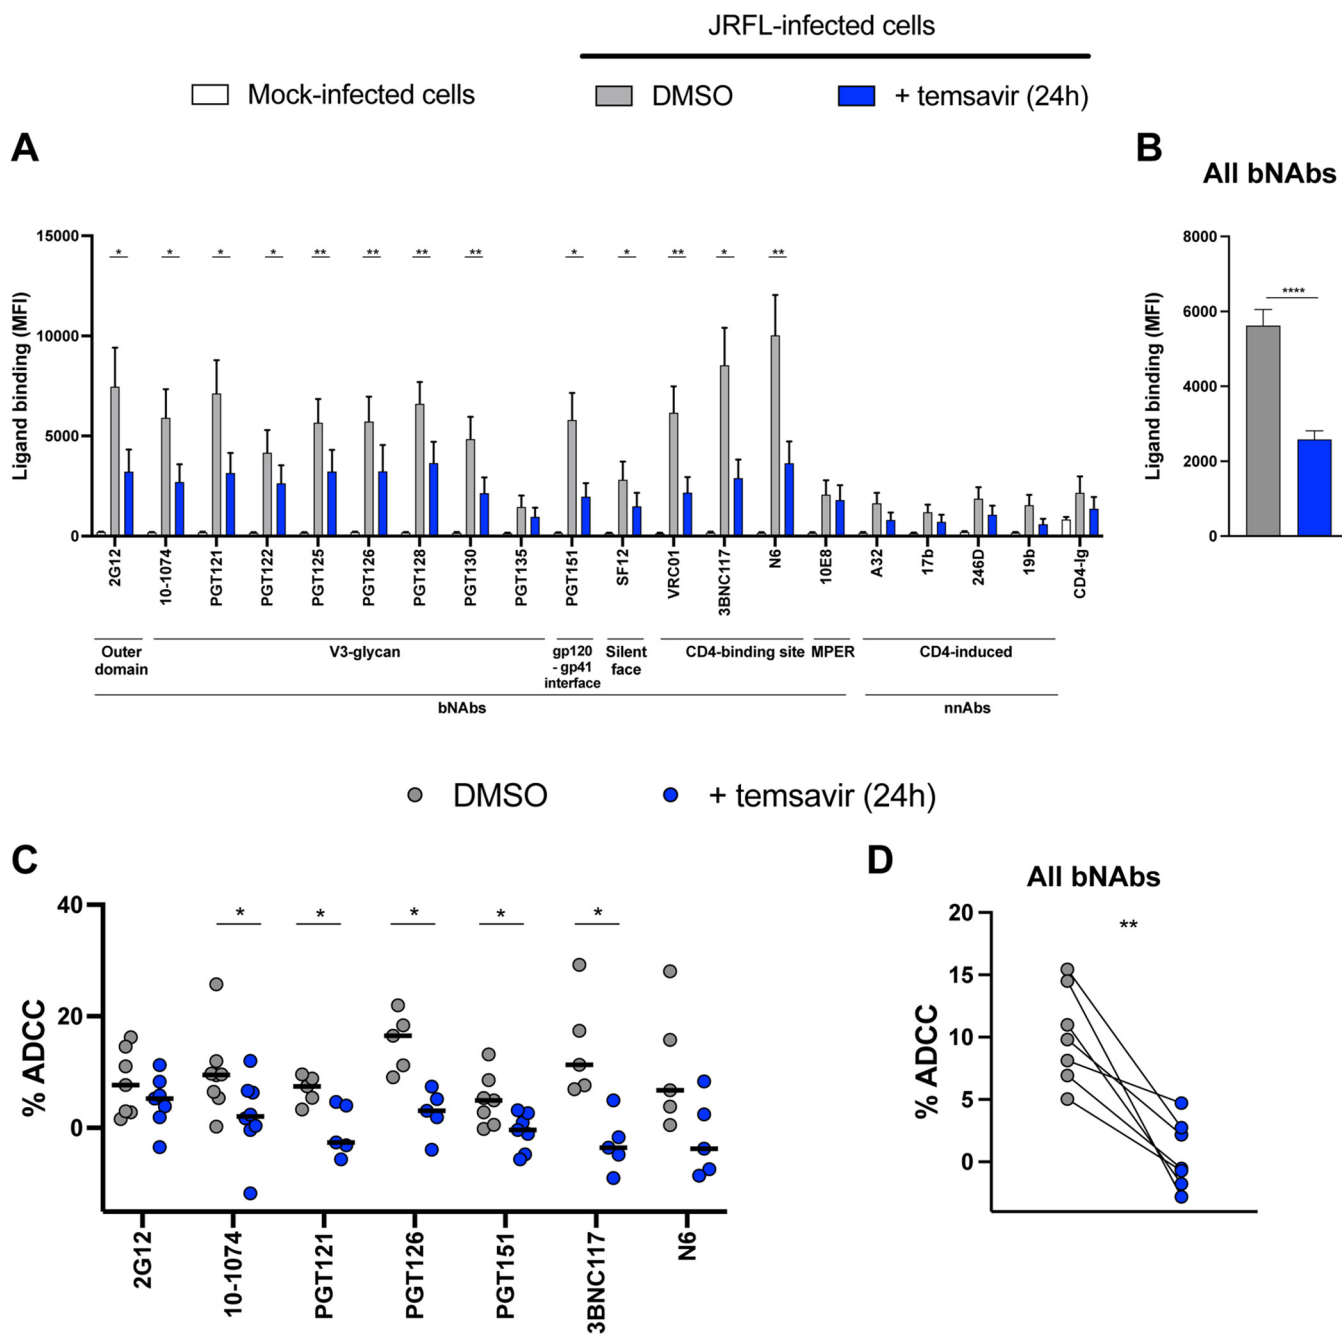 JRFL-infected cells
Mock-infected cells
DMSO
+ temsavir (24h)
A
Ligand binding (MFI)
15000
10000
5000
0
*
*
*
*
**
**
**
**
*
*
**
*
**
2G12
10-1074
PGT121
PGT122
PGT125
PGT126
PGT128
PGT130
PGT135
PGT151
SF12
VRC01
3BNC117
N6
10E8
A32
17b
246D
19b
CD4-Ig
Outer
domain
V3-glycan
gp120
- gp41
interface
Silent
face
CD4-binding site
MPER
CD4-induced
bNAbs
nnAbs
B
All bNAbs
Ligand binding (MFI)
8000
6000
4000
2000
0
****
DMSO
+ temsavir (24h)
C
% ADCC
40
20
0
*
*
*
*
*
2G12
10-1074
PGT121
PGT126
PGT151
3BNC117
N6
D
All bNAbs
% ADCC
20
15
10
5
0
**